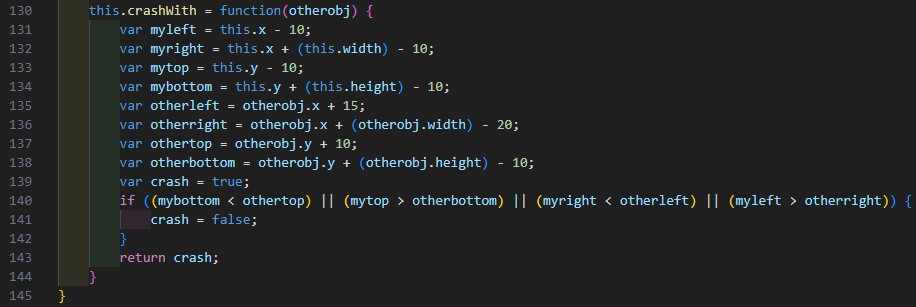 130 this.crashWith = function(otherobj) {
131 var myleft = this.x - 10;
132 var myright = this.x + (this.width) - 10;
133 var mytop = this.y - 10;
134 var mybottom = this.y + (this.height) - 10;
135 var otherleft = otherobj.x + 15;
136 var otherright = otherobj.x + (otherobj.width) - 20;
137 var othertop = otherobj.y + 10;
138 var otherbottom = otherobj.y + (otherobj.height) - 10;
139 var crash = true;
140 if ((mybottom < othertop) || (mytop > otherbottom) || (myright < otherleft) || (myleft > otherright)) {
141 crash = false;
142 }
143 return crash;
144 }
145 }